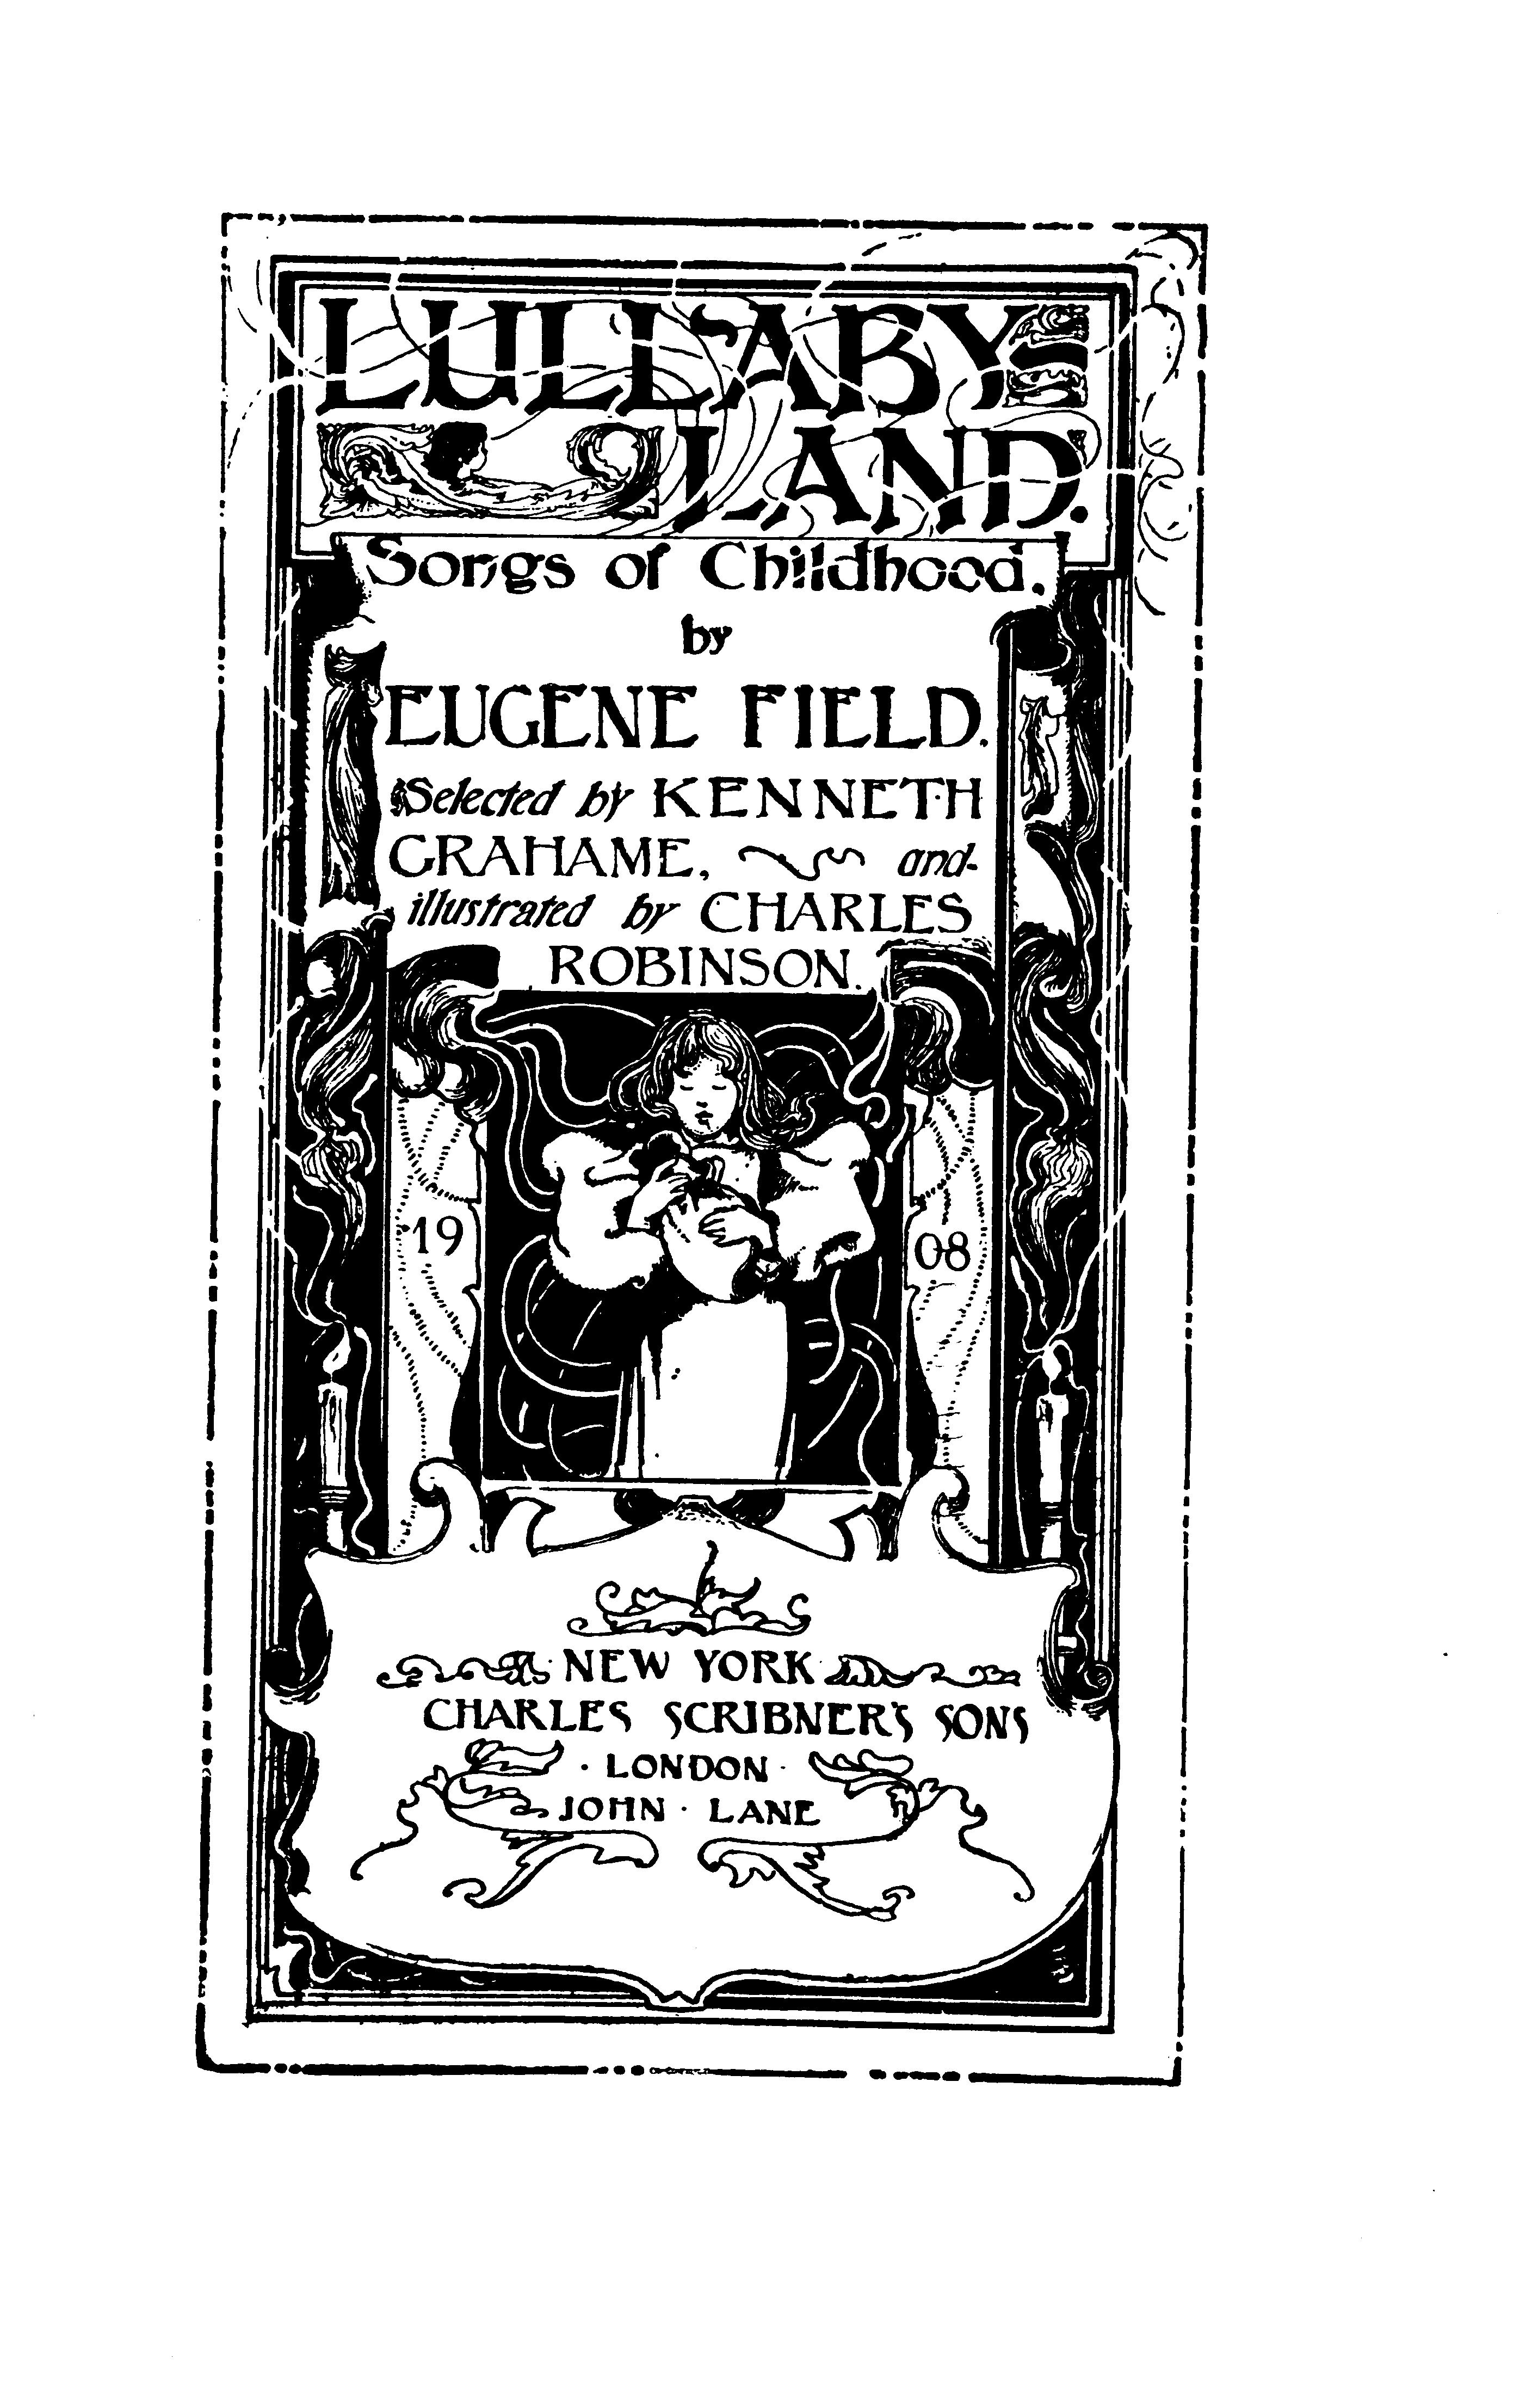 LULLABY
LAND.
Songs of Childhood.
by
EUGENE FIELD.
Selected by KENNETH
GRAHAME, and
illustrated by CHARLES
ROBINSON.
19 08
NEW YORK
CHARLES SCRIBNER'S SONS
· LONDON ·
JOHN · LANE